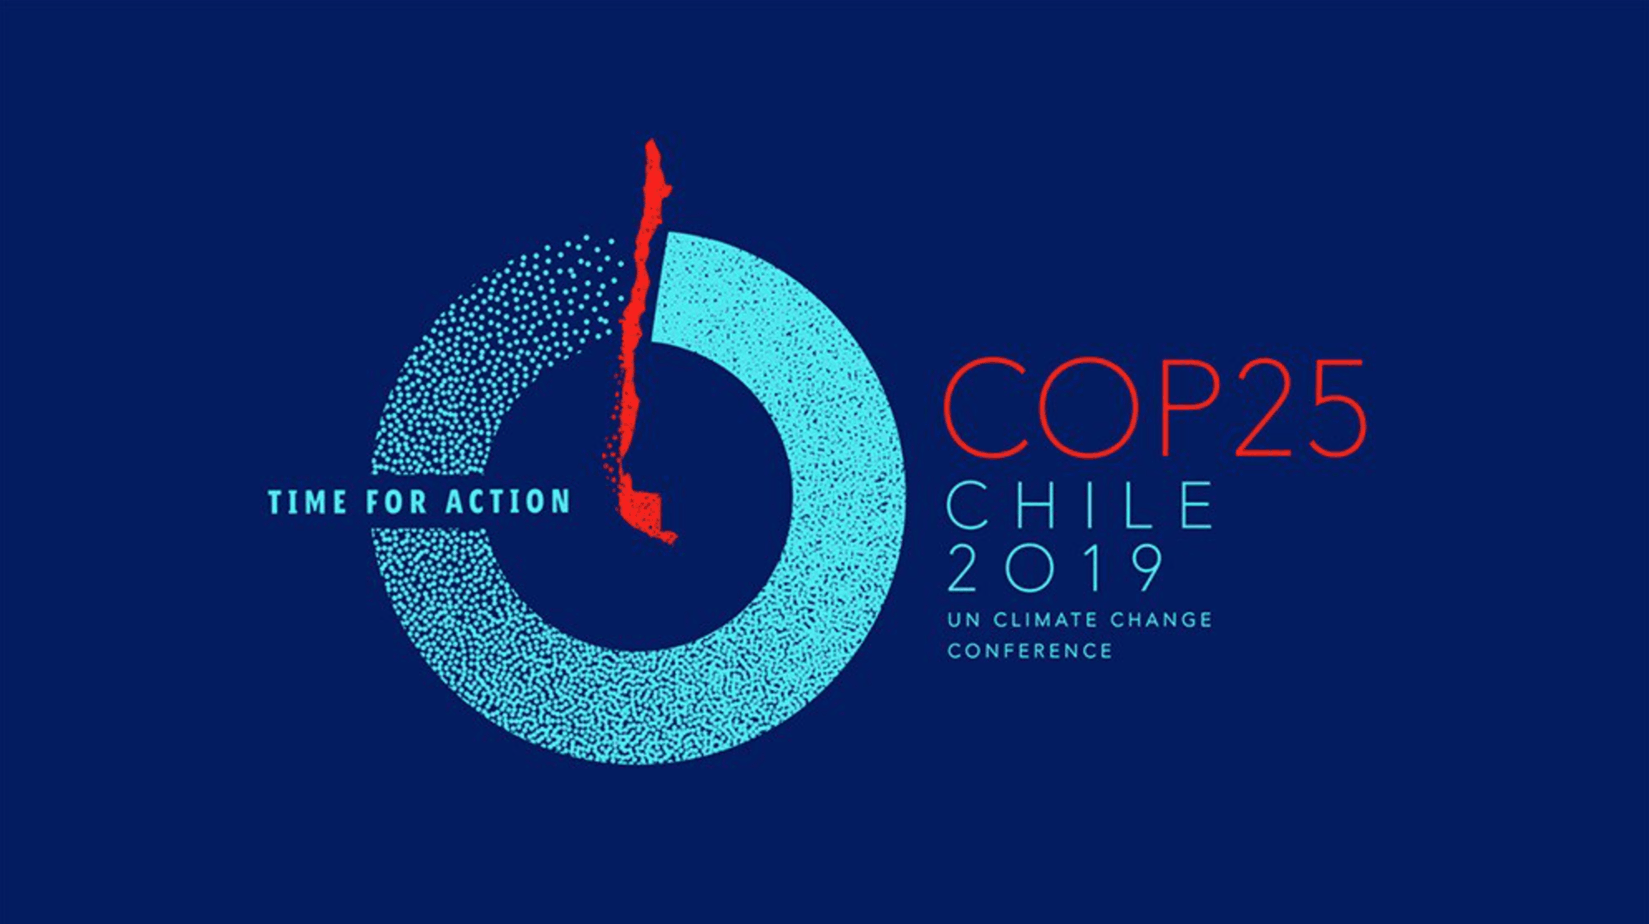 TIME FOR ACTION
COP25
CHILE
2019
UN CLIMATE CHANGE
CONFERENCE